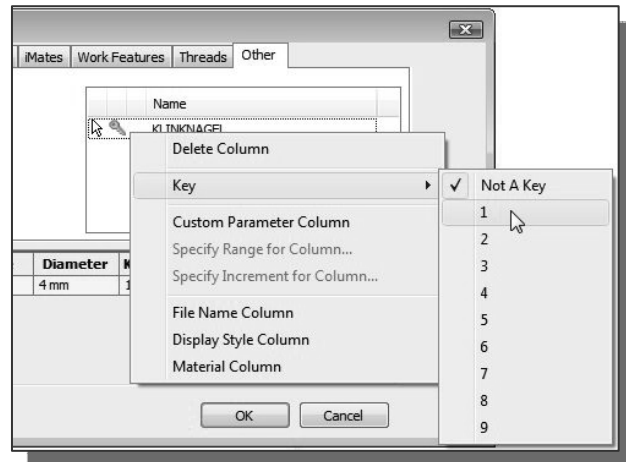 iMates Work Features Threads Other
Name
KLINKNAGEL
Delete Column
Key
Custom Parameter Column
Specify Range for Column...
Specify Increment for Column...
File Name Column
Display Style Column
Material Column
Diameter K
4 mm 1
OK Cancel
✓ Not A Key
1
2
3
4
5
6
7
8
9